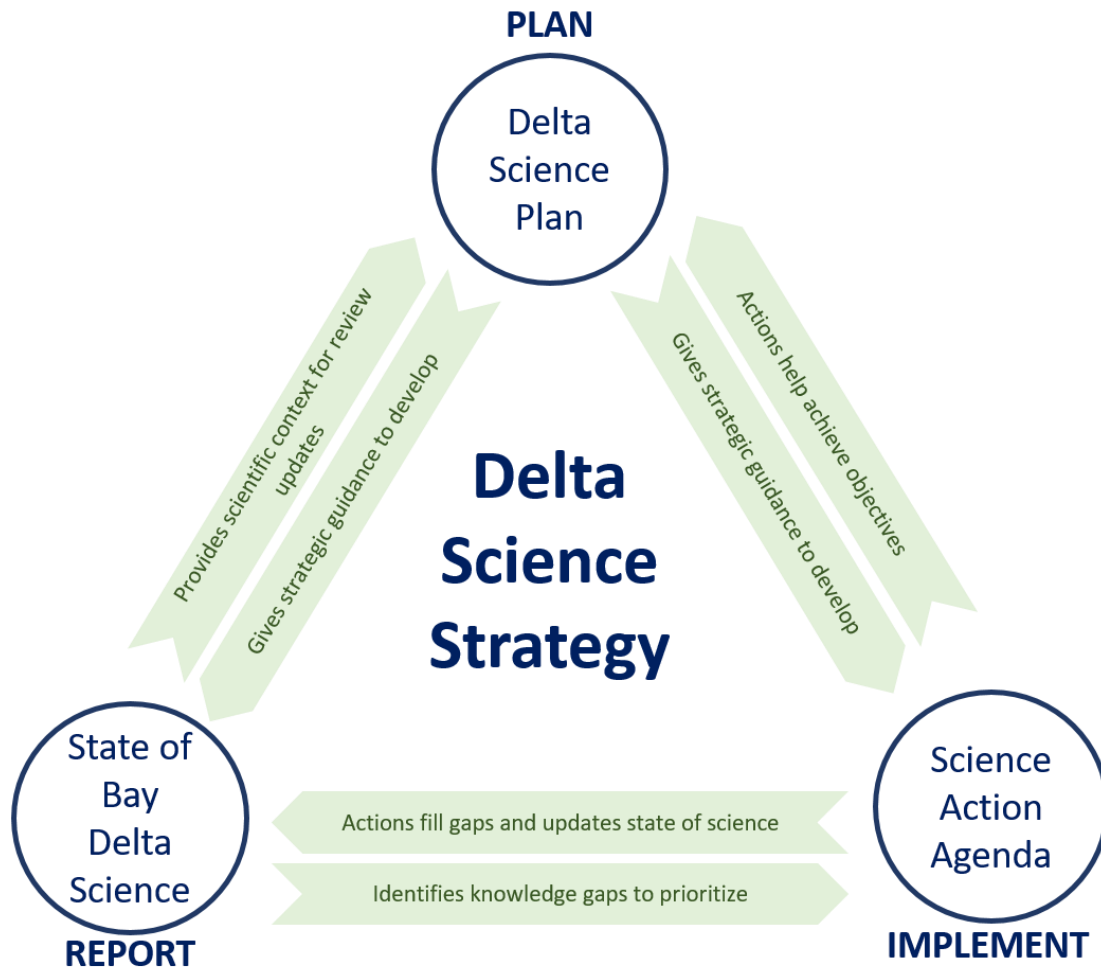 PLAN
Delta
Science
Plan
Provides scientific context for review
updates
Gives strategic guidance to develop
Gives strategic guidance to develop
Actions help achieve objectives
Delta
Science
Strategy
State of
Bay
Delta
Science
REPORT
Actions fill gaps and updates state of science
Identifies knowledge gaps to prioritize
Science
Action
Agenda
IMPLEMENT